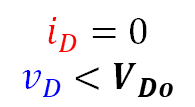 i_D = 0
v_D < V_Do